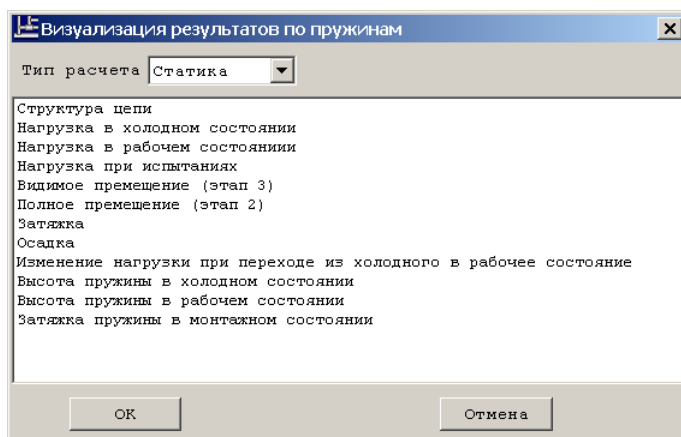 Визуализация результатов по пружинам
Тип расчета Статика
Структура цепи
Нагрузка в холодном состоянии
Нагрузка в рабочем состояниии
Нагрузка при испытаниях
Видимое премещение (этап 3)
Полное премещение (этап 2)
Затяжка
Осадка
Изменение нагрузки при переходе из холодного в рабочее состояние
Высота пружины в холодном состоянии
Высота пружины в рабочем состоянии
Затяжка пружины в монтажном состоянии
ОК Отмена